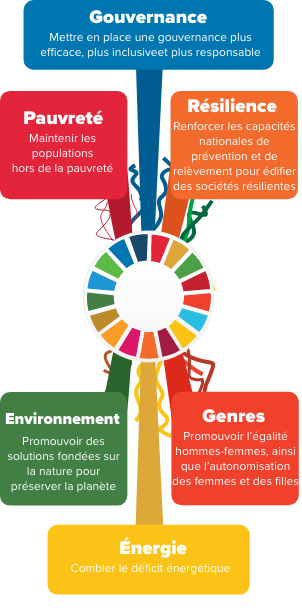 Gouvernance
Mettre en place une gouvernance plus
efficace, plus inclusiveet plus responsable
Pauvreté
Maintenir les
populations
hors de la pauvreté
Résilience
Renforcer les capacités
nationales de
prévention et de
relèvement pour édifier
des sociétés résilientes
Environnement
Promouvoir des
solutions fondées sur
la nature pour
préserver la planète
Genres
Promouvoir l'égalité
hommes-femmes, ainsi
que l'autonomisation
des femmes et des filles
Énergie
Combler le déficit énergétique